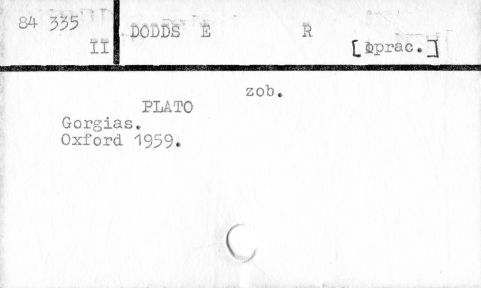 84 335
II DODDS E R
[oprac.]
zob.
PLATO
Gorgias.
Oxford 1959.